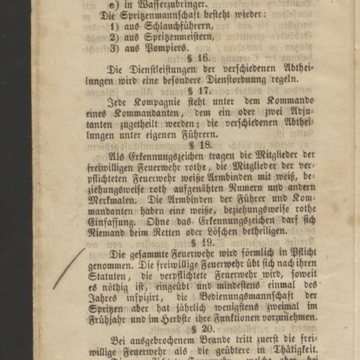 e) in Wasserzubringer.
Die Spritzenmannschaft besteht wieder:
1) aus Schlauchführern,
2) aus Spritzenmeistern,
3) aus Pompiers.
§ 16.
Die Dienstleistungen der verschiedenen Abthei-
lungen wird eine besondere Dienstordnung regeln.
§ 17.
Jede Kompagnie steht unter dem Kommando
eines Kommandanten, dem ein oder zwei Adju-
tanten zugetheilt werden; die verschiedenen Abthei-
lungen unter eigenen Führern.
§ 18.
Als Erkennungszeichen tragen die Mitglieder der
freiwilligen Feuerwehr rothe, die Mitglieder der ver-
pflichteten Feuerwehr weiße Armbinden mit weiß, be-
ziehungsweise roth aufgenähten Numern und andern
Merkmalen. Die Armbinden der Führer und Kom-
mandanten haben eine weiße, beziehungsweise rothe
Einfassung. Ohne das Erkennungszeichen darf sich
Niemand beim Retten oder Löschen betheiligen.
§ 19.
Die gesammte Feuerwehr wird förmlich in Pflicht
genommen. Die freiwillige Feuerwehr übt sich nach ihren
Statuten, die verpflichtete Feuerwehr wird, soweit
es nöthig ist, eingeübt und mindestens einmal des
Jahres inspizirt, die Bedienungsmannschaft der
Spritzen aber hat jährlich wenigstens zweimal im
Frühjahr und im Herbste ihre Funktionen vorzunehmen.
§ 20.
Bei ausgebrochenem Brande tritt zuerst die frei-
willige Feuerwehr als die geübtere in Thätigkeit.